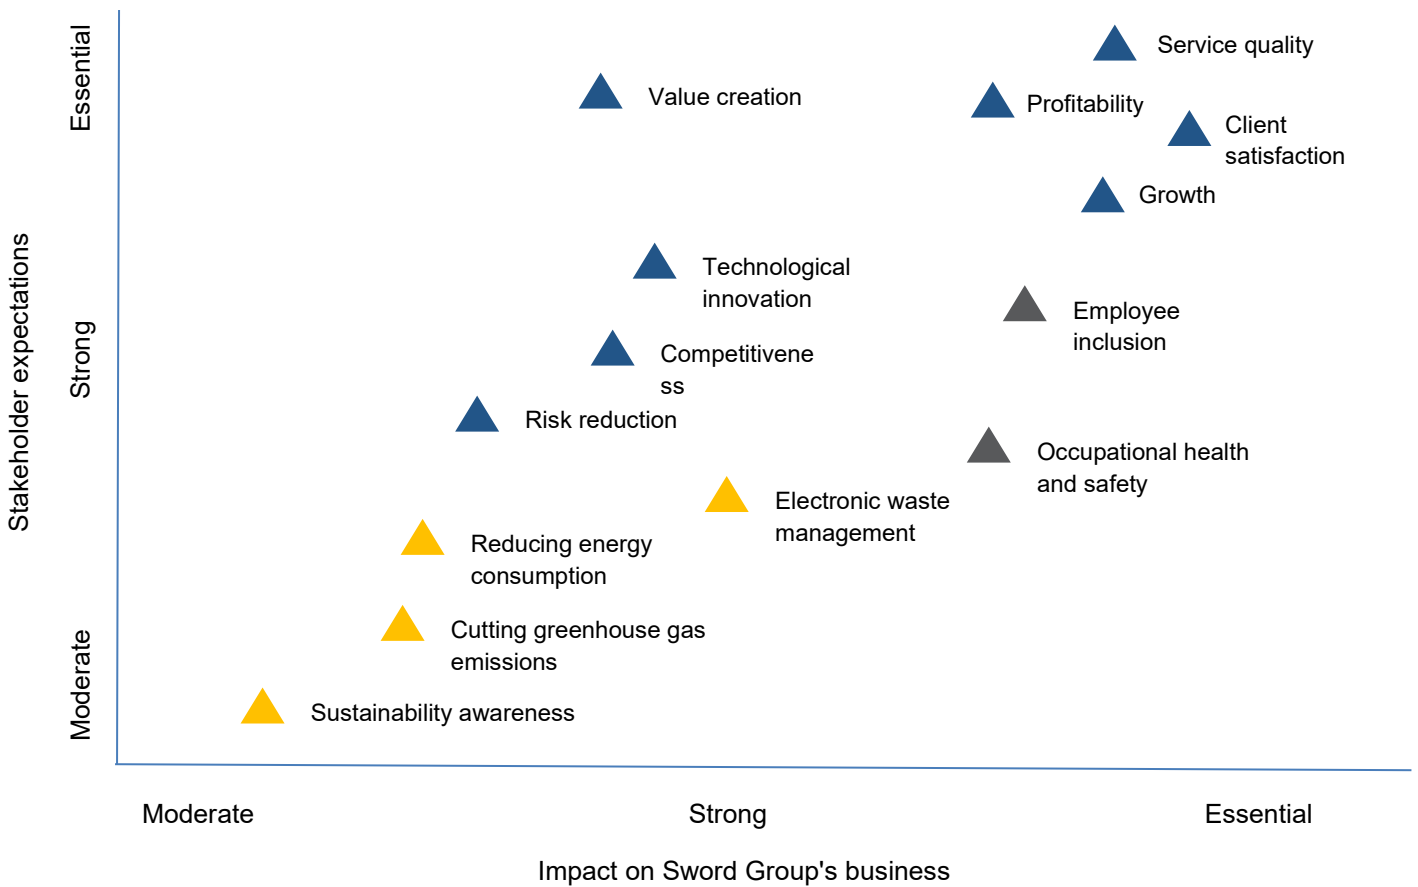 Essential
Service quality
Value creation
Profitability
Client
satisfaction
Growth
Technological
innovation
Stakeholder expectations
Strong
Employee
inclusion
Competitivene
ss
Risk reduction
Occupational health
and safety
Electronic waste
management
Reducing energy
consumption
Cutting greenhouse gas
emissions
Moderate
Sustainability awareness
Moderate
Strong
Essential
Impact on Sword Group's business